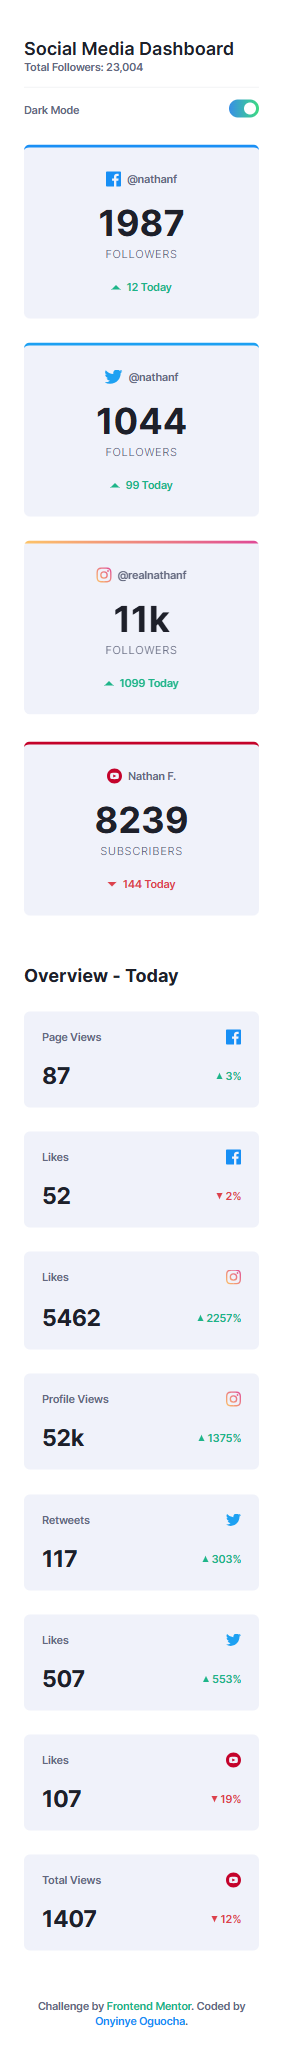 Social Media Dashboard
Total Followers: 23,004
Dark Mode
@nathanf
1987
FOLLOWERS
12 Today
@nathanf
1044
FOLLOWERS
99 Today
@realnathanf
11k
FOLLOWERS
1099 Today
Nathan F.
8239
SUBSCRIBERS
144 Today
Overview - Today
Page Views
87
3%
Likes
52
2%
Likes
5462
2257%
Profile Views
52k
1375%
Retweets
117
303%
Likes
507
553%
Likes
107
19%
Total Views
1407
12%
Challenge by Frontend Mentor. Coded by
Onyinye Oguocha.